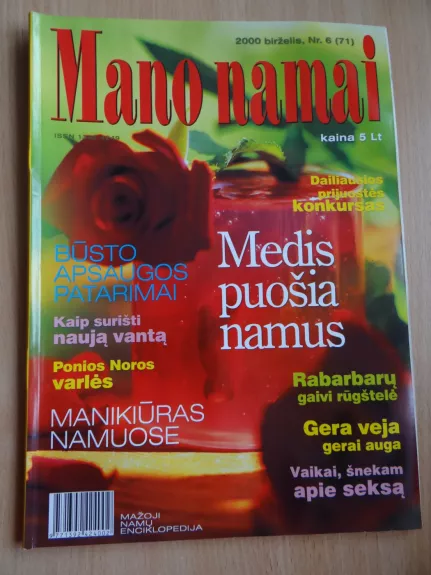 2000 birželis, Nr. 6 (71)
Mano namai
ISSN
kaina 5 Lt
Dailiausios
prijuostės
konkursas
BŪSTO
APSAUGOS
PATARIMAI
Medis
puošia
namus
Kaip surišti
naują vantą
Ponios Noros
varlės
Rabarbarų
gaivi rūgštelė
MANIKIŪRAS
NAMUOSE
Gera veja
gerai auga
Vaikai, šnekam
apie seksą
MAŽOJI
NAMŲ
ENCIKLOPEDIJA